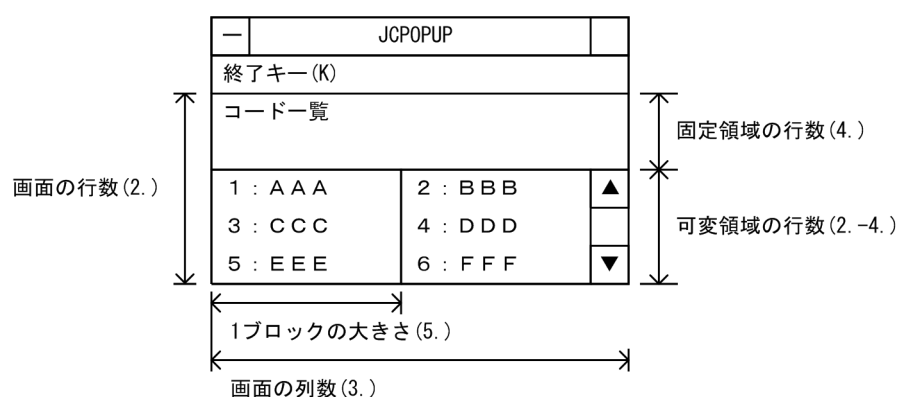 JCPOPUP
終了キー(K)
コード一覧
固定領域の行数(4.)
画面の行数(2.)
1:AAA 2:BBB ▲
3:CCC 4:DDD
可変領域の行数(2.-4.)
5:EEE 6:FFF ▼
1ブロックの大きさ(5.)
画面の列数(3.)